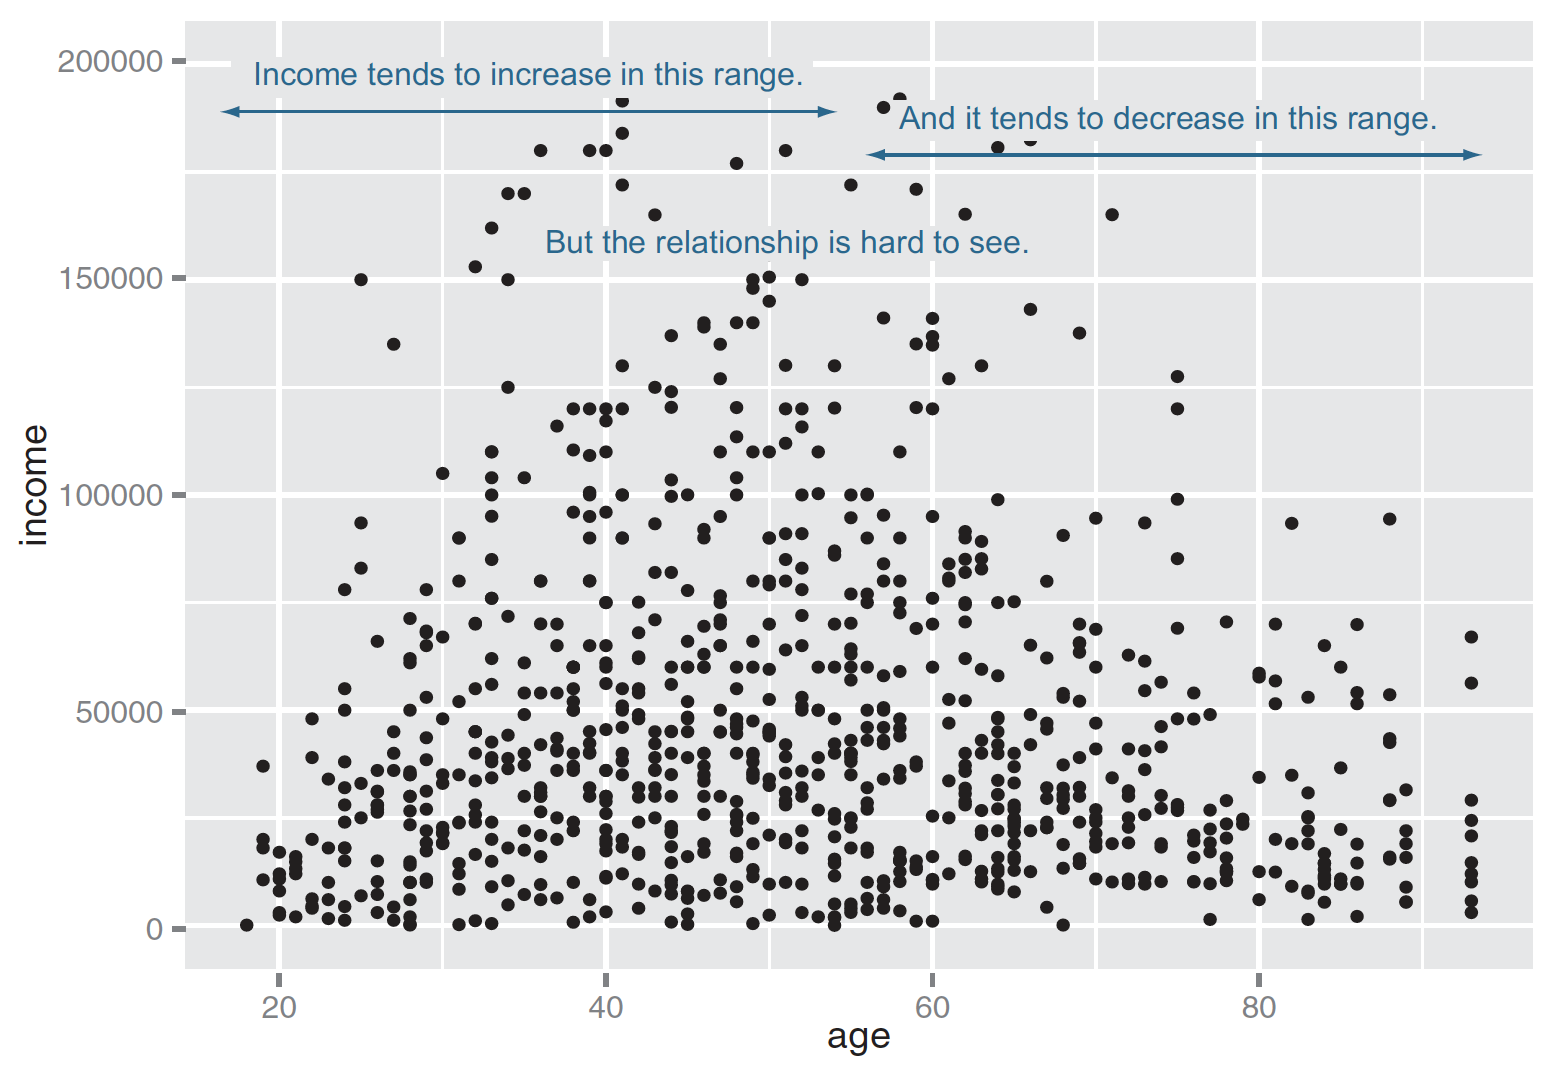 200000
Income tends to increase in this range.
And it tends to decrease in this range.
But the relationship is hard to see.
150000
100000
income
50000
0
20 40 60 80
age